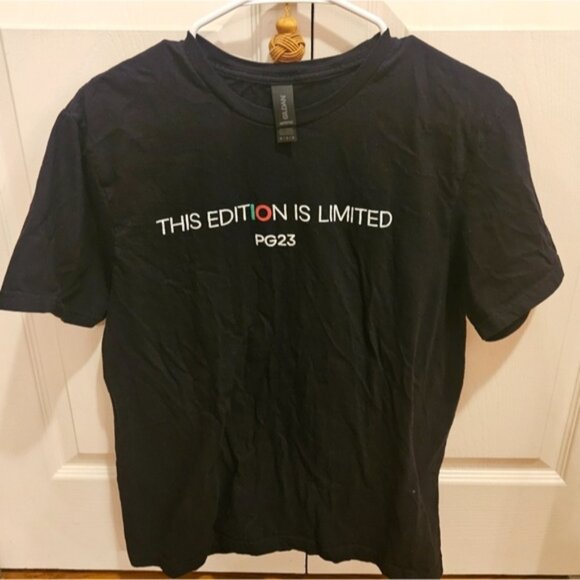 GILDAN
THIS EDITION IS LIMITED
PG23